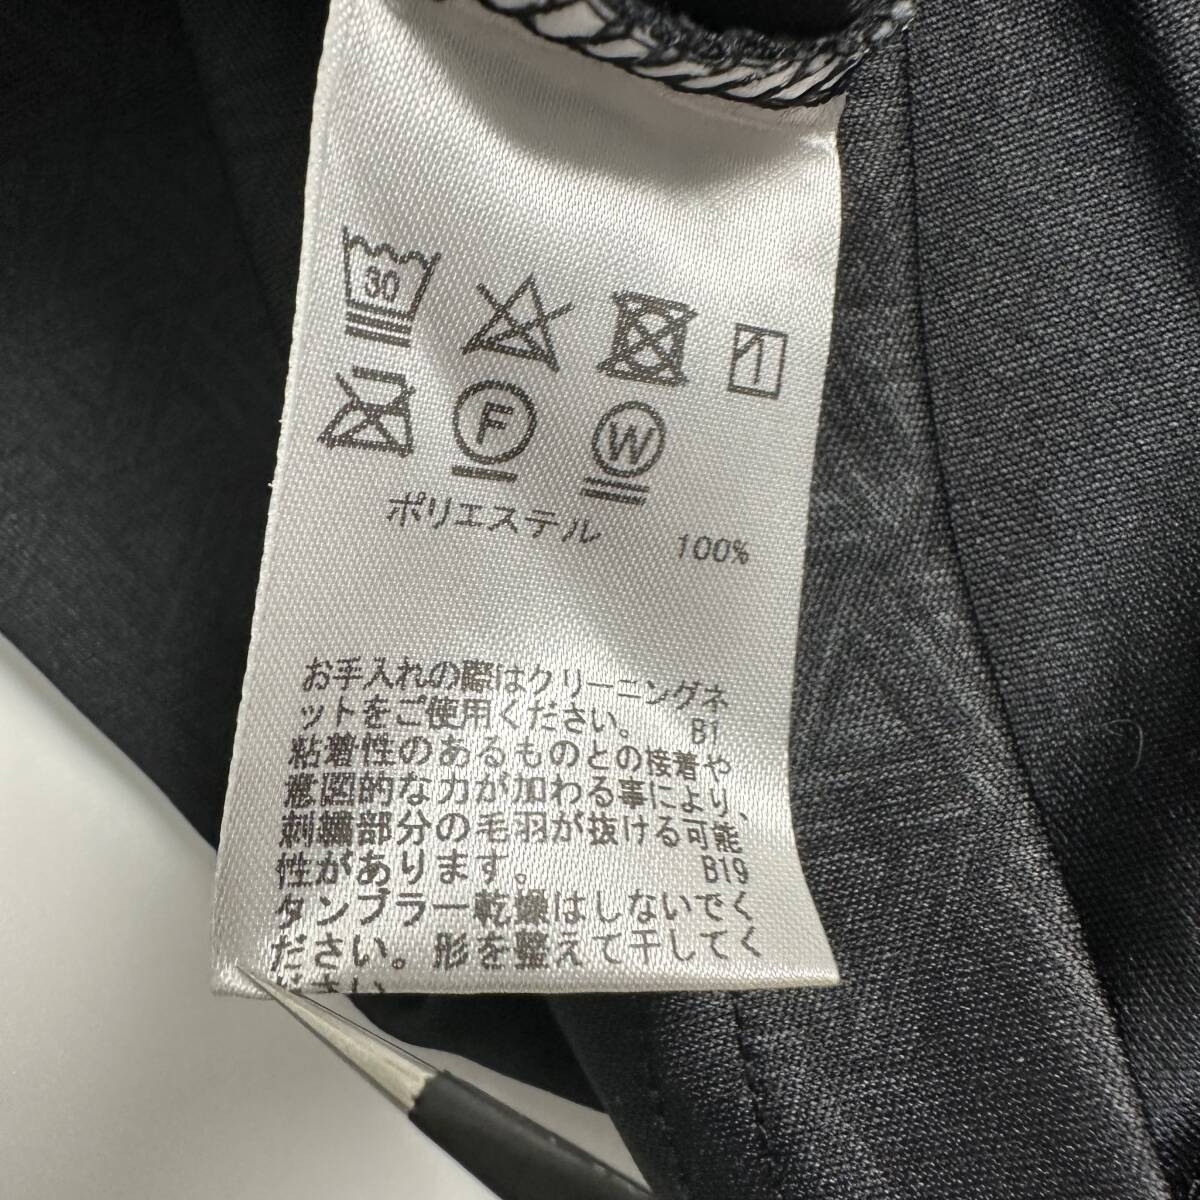 30
F
W
ポリエステル 100%
お手入れの際はクリーニングネ
ットをご使用ください。 B1
粘着性のあるものとの接着や
意図的な力が加わる事により、
刺繍部分の毛羽が抜ける可能
性があります。 B19
タンブラー乾燥はしないでく
ださい。形を整えて干してく
ださい